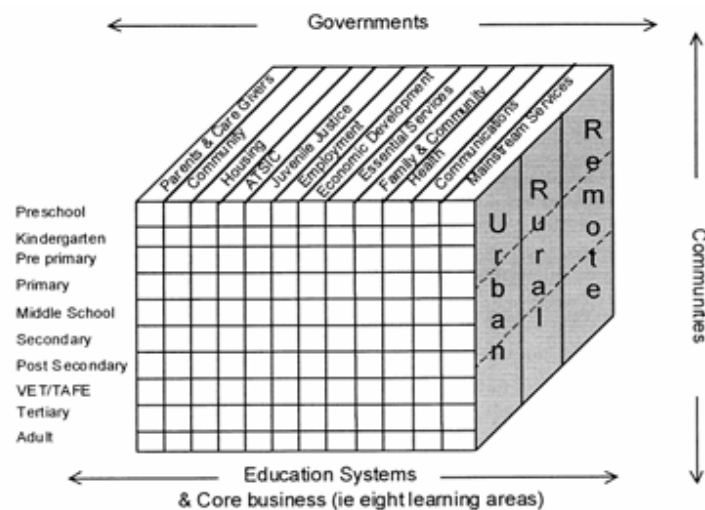 Governments
Parents & Care Givers
Community
Housing
ATSIC
Juvenile Justice
Employment
Economic Development
Essential Services
Family & Community
Health
Communications
Mainstream Services
Preschool
Kindergarten
Pre primary
Primary
Middle School
Secondary
Post Secondary
VET/TAFE
Tertiary
Adult
Urban
Rural
Remote
Communities
Education Systems
& Core business (ie eight learning areas)